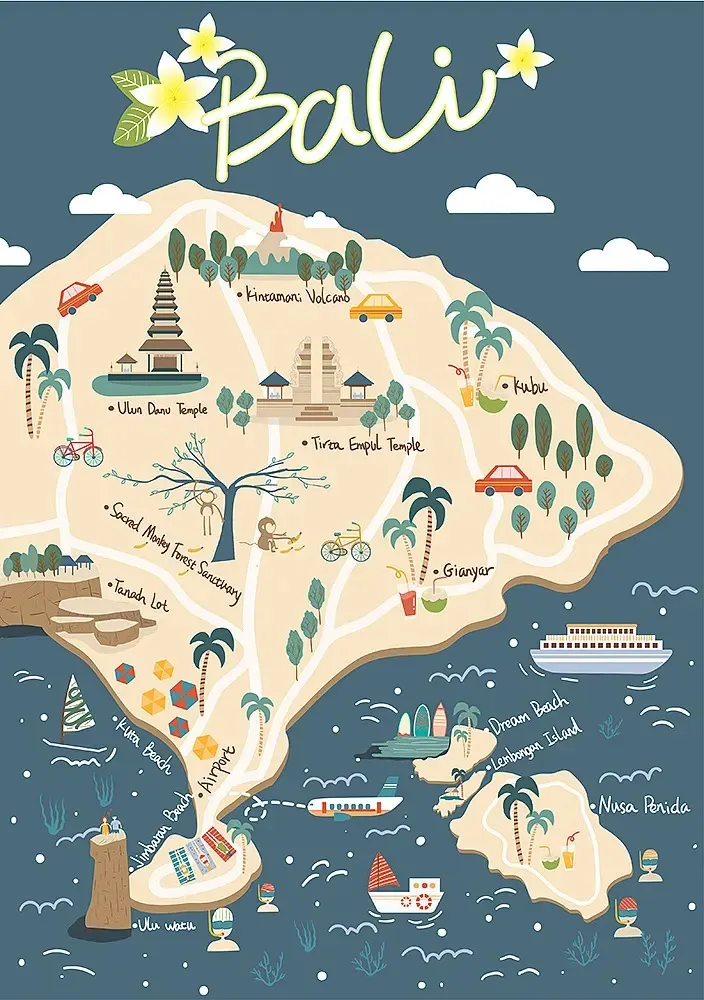 Bali
Kintamani Volcano
Ulun Danu Temple
Kubu
Tirta Empul Temple
Sacred Monkey Forest Sanctuary
Gianyar
Tanah Lot
Kuta Beach
Airport
Dream Beach
Lembongan Island
Nusa Penida
Jimbaran Beach
Ulu watu